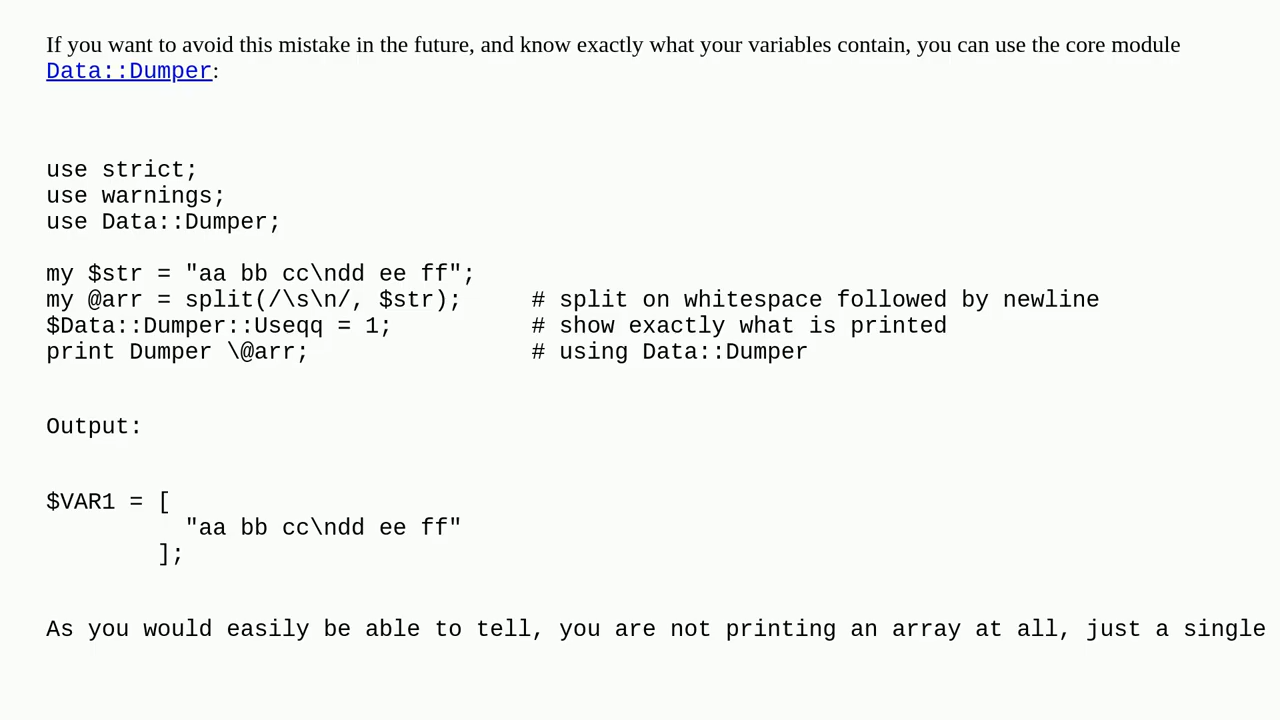 If you want to avoid this mistake in the future, and know exactly what your variables contain, you can use the core module
Data::Dumper:
use strict;
use warnings;
use Data::Dumper;
my $str = "aa bb cc\ndd ee ff";
my @arr = split(/\s\n/, $str);     # split on whitespace followed by newline
$Data::Dumper::Useqq = 1;          # show exactly what is printed
print Dumper \@arr;                # using Data::Dumper
Output:
$VAR1 = [
          "aa bb cc\ndd ee ff"
        ];
As you would easily be able to tell, you are not printing an array at all, just a single